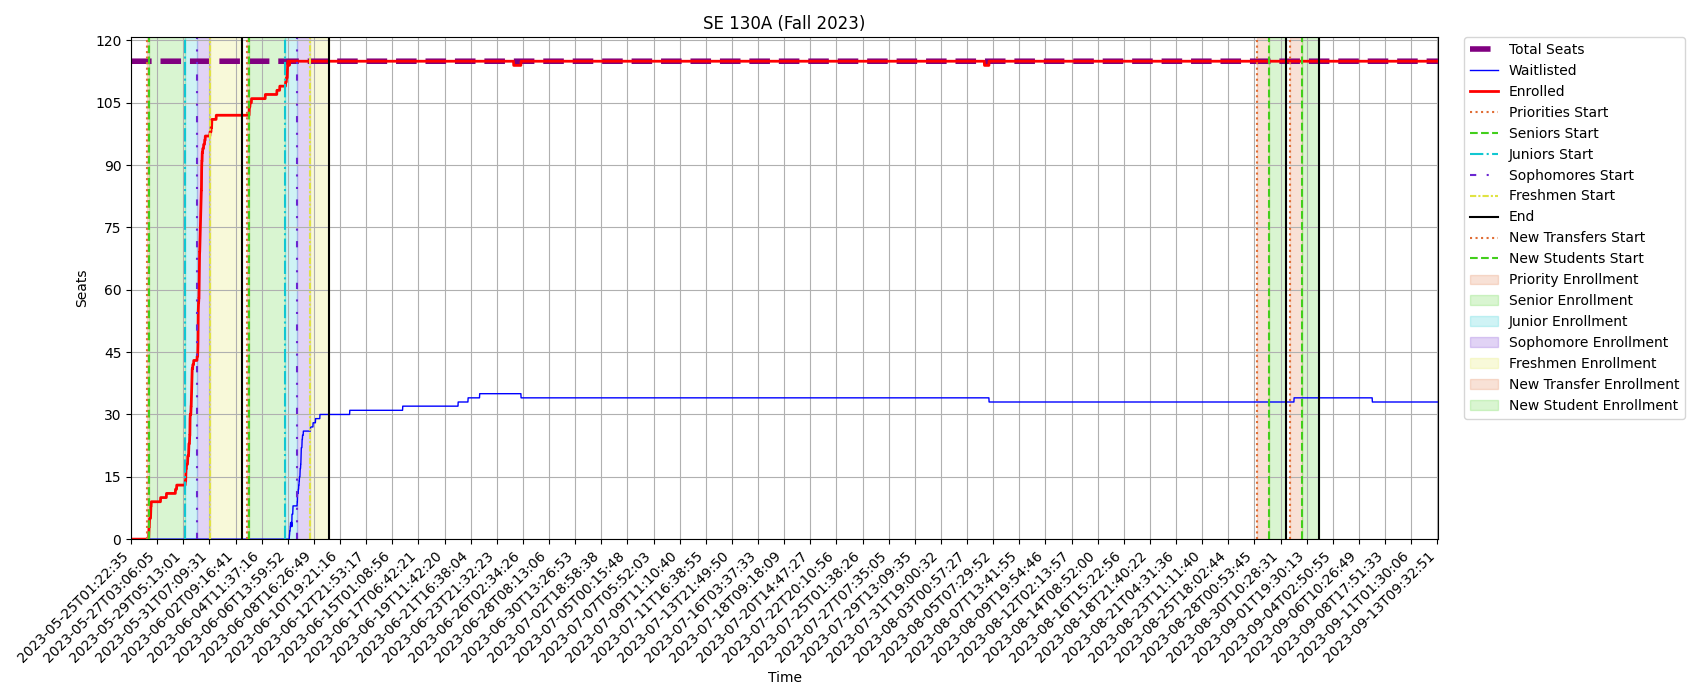 SE 130A (Fall 2023)
120
105
90
75
60
45
30
15
0
Seats
2023-05-25T01:22:35
2023-05-27T03:06:05
2023-05-29T05:13:01
2023-05-31T07:09:31
2023-06-02T09:16:41
2023-06-04T11:37:16
2023-06-06T13:59:52
2023-06-08T16:26:49
2023-06-10T19:21:16
2023-06-12T21:53:17
2023-06-15T01:08:56
2023-06-17T06:42:21
2023-06-19T11:42:20
2023-06-21T16:38:04
2023-06-23T21:32:23
2023-06-26T02:34:26
2023-06-28T08:13:06
2023-06-30T13:26:53
2023-07-02T18:58:38
2023-07-05T00:15:48
2023-07-07T05:52:03
2023-07-09T11:10:40
2023-07-11T16:38:55
2023-07-13T21:49:50
2023-07-16T03:37:33
2023-07-18T09:18:09
2023-07-20T14:47:27
2023-07-22T20:10:56
2023-07-25T01:38:26
2023-07-27T07:35:05
2023-07-29T13:09:35
2023-07-31T19:00:32
2023-08-03T00:57:27
2023-08-05T07:29:52
2023-08-07T13:41:55
2023-08-09T19:54:46
2023-08-12T02:13:57
2023-08-14T08:52:00
2023-08-16T15:22:56
2023-08-18T21:40:22
2023-08-21T04:31:36
2023-08-23T11:11:40
2023-08-25T18:02:44
2023-08-28T00:53:45
2023-08-30T10:28:31
2023-09-01T19:30:13
2023-09-04T02:50:55
2023-09-06T10:26:49
2023-09-08T17:51:33
2023-09-11T01:30:06
2023-09-13T09:32:51
Time
Total Seats
Waitlisted
Enrolled
Priorities Start
Seniors Start
Juniors Start
Sophomores Start
Freshmen Start
End
New Transfers Start
New Students Start
Priority Enrollment
Senior Enrollment
Junior Enrollment
Sophomore Enrollment
Freshmen Enrollment
New Transfer Enrollment
New Student Enrollment